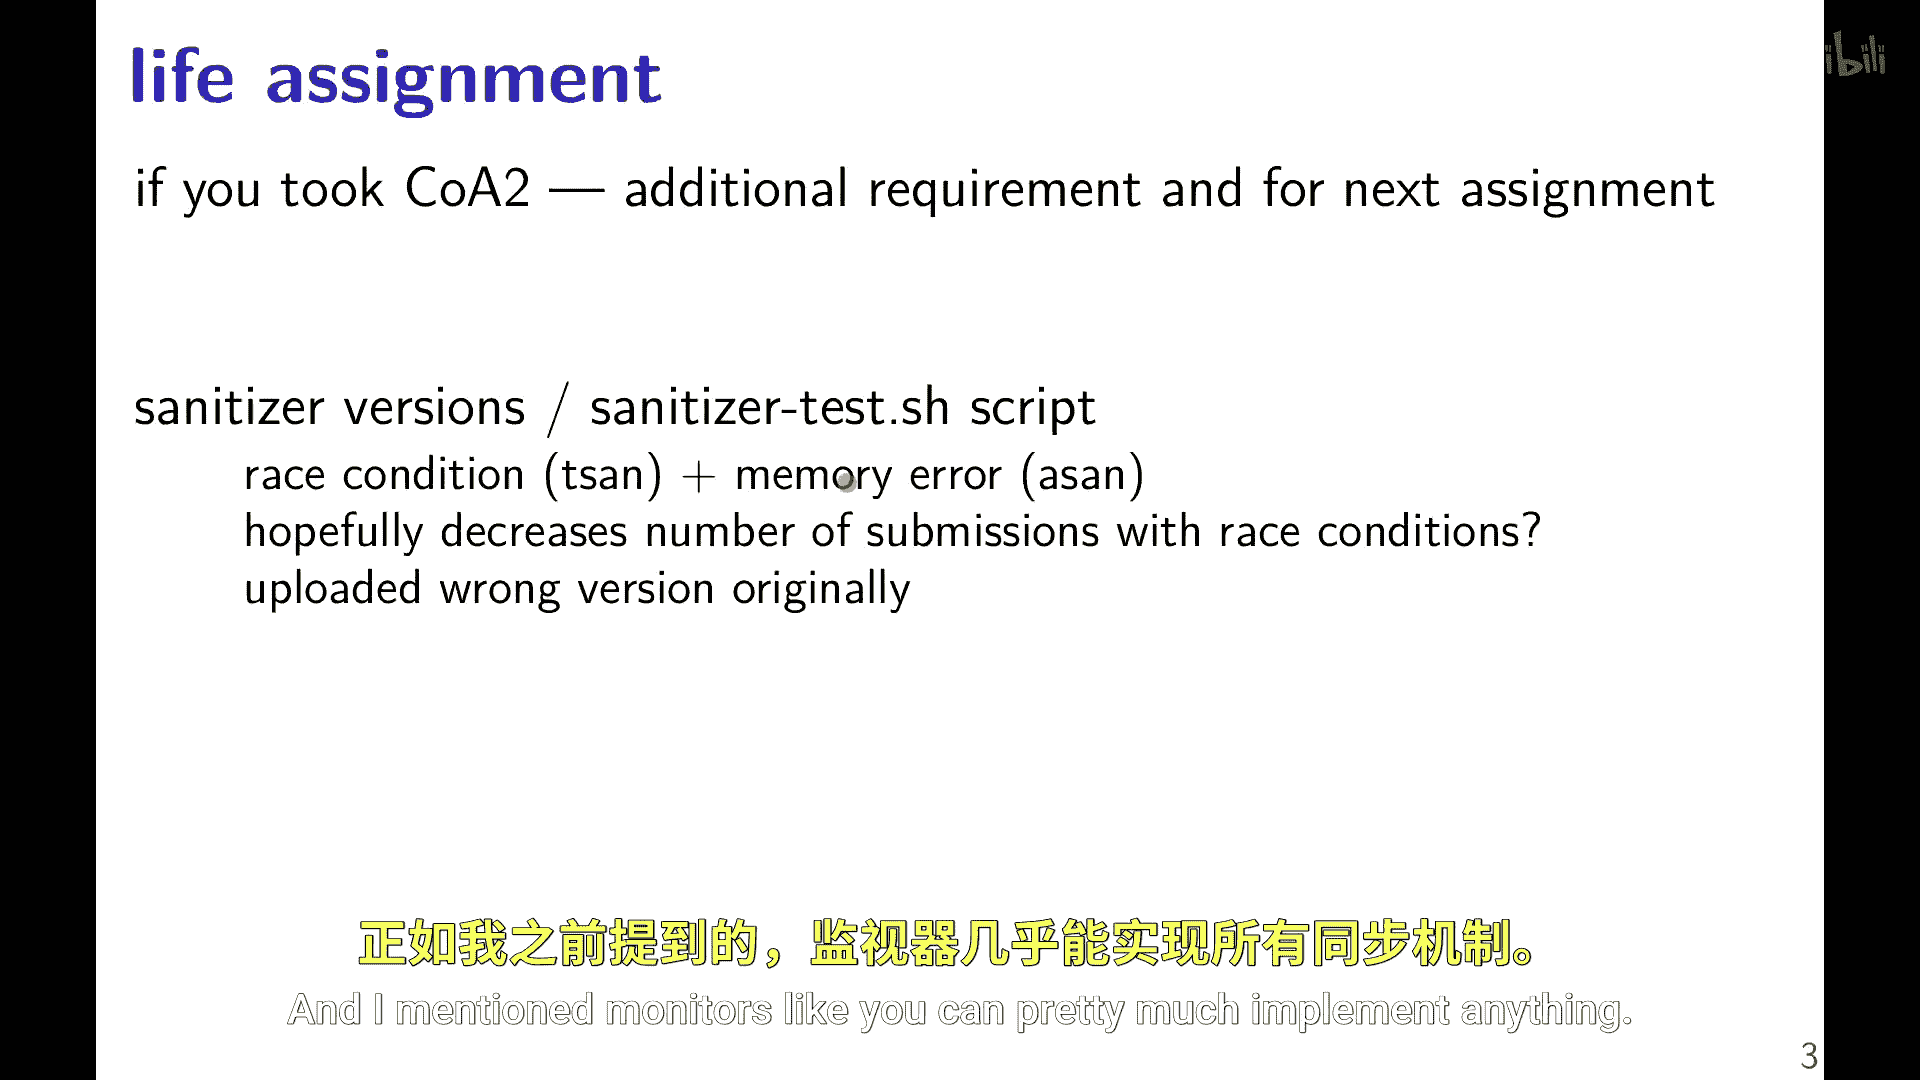 life assignment
if you took CoA2 — additional requirement and for next assignment
sanitizer versions / sanitizer-test.sh script
race condition (tsan) + memory error (asan)
hopefully decreases number of submissions with race conditions?
uploaded wrong version originally
正如我之前提到的，监视器几乎能实现所有同步机制。
And I mentioned monitors like you can pretty much implement anything.
3